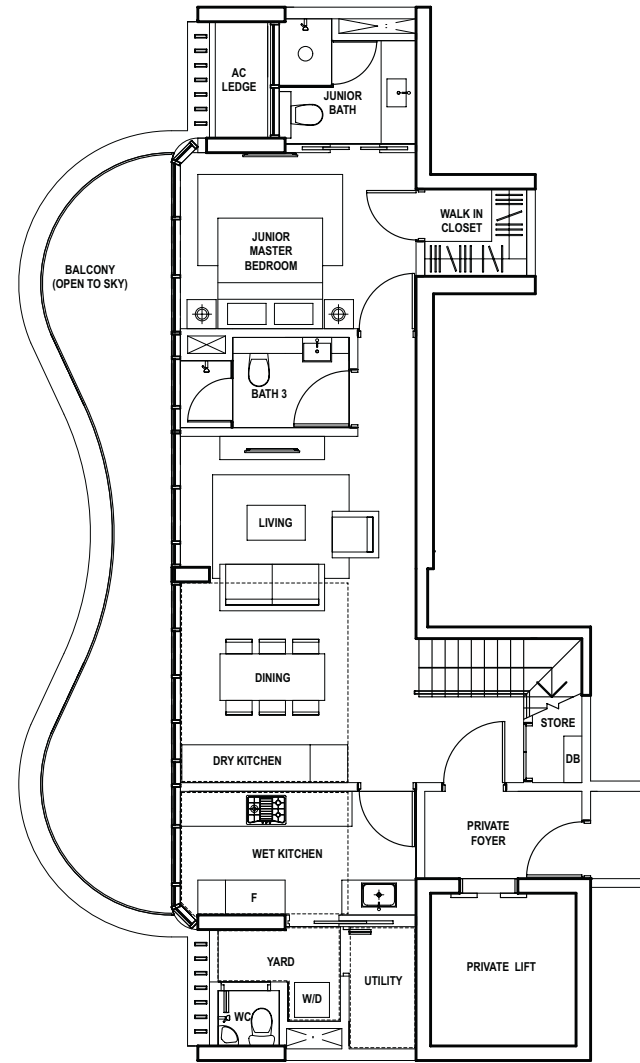 AC
LEDGE
JUNIOR
BATH
WALK IN
CLOSET
JUNIOR
MASTER
BEDROOM
BALCONY
(OPEN TO SKY)
BATH 3
LIVING
DINING
STORE
DB
DRY KITCHEN
PRIVATE
FOYER
WET KITCHEN
F
YARD
UTILITY
PRIVATE LIFT
W/D
WC